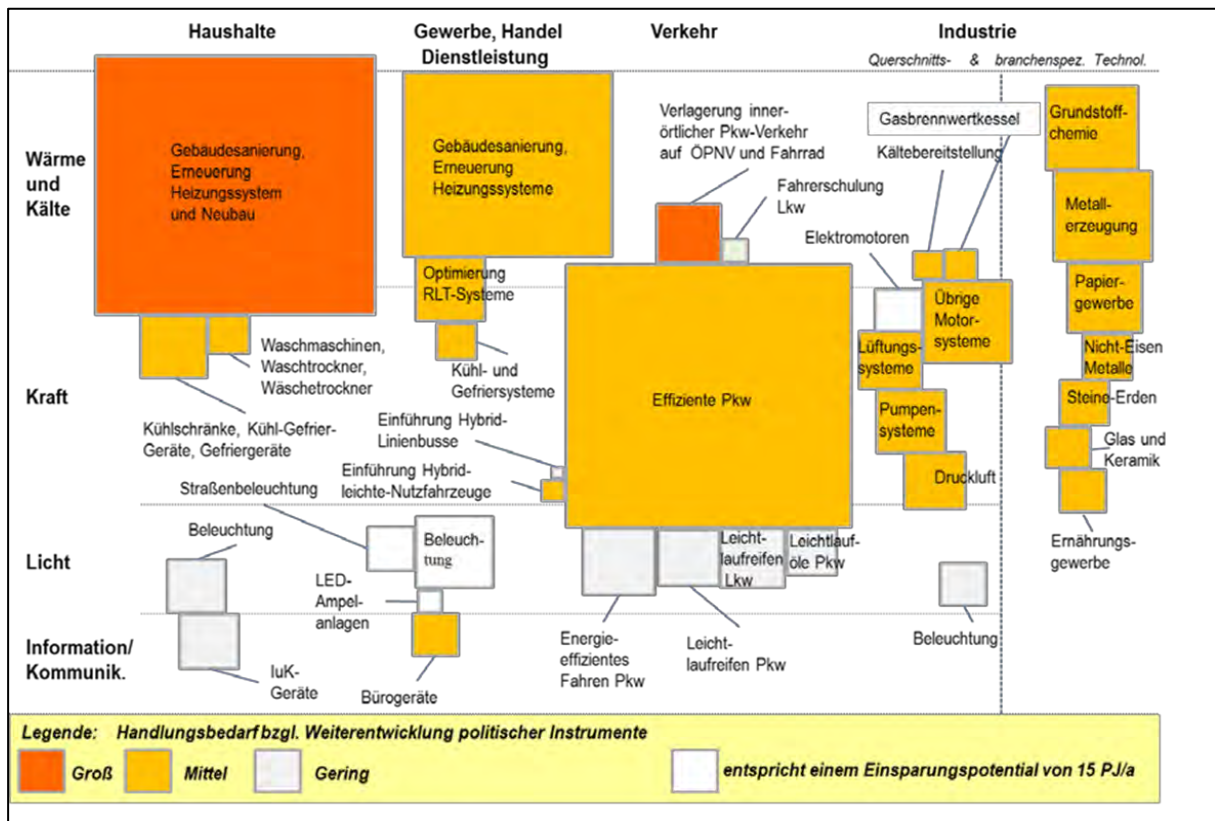 Haushalte
Gewerbe, Handel
Dienstleistung
Verkehr
Industrie
Querschnitts- & branchenspez. Technol.
Wärme
und
Kälte
Gebäudesanierung,
Erneuerung
Heizungssystem
und Neubau
Gebäudesanierung,
Erneuerung
Heizungssysteme
Verlagerung inner-
örtlicher Pkw-Verkehr
auf ÖPNV und Fahrrad
Fahrerschulung
Lkw
Gasbrennwertkessel
Kältebereitstellung
Elektromotoren
Grundstoff-
chemie
Metall-
erzeugung
Optimierung
RLT-Systeme
Übrige
Motor-
systeme
Papier-
gewerbe
Kraft
Waschmaschinen,
Waschtrockner,
Wäschetrockner
Kühl- und
Gefriersysteme
Effiziente Pkw
Lüftungs-
systeme
Nicht-Eisen
Metalle
Steine-Erden
Kühlschränke, Kühl-Gefrier-
Geräte, Gefriergeräte
Einführung Hybrid-
Linienbusse
Einführung Hybrid-
leichte-Nutzfahrzeuge
Pumpen-
systeme
Druckluft
Glas und
Keramik
Straßenbeleuchtung
Ernährungs-
gewerbe
Licht
Beleuchtung
Beleuch-
tung
LED-
Ampel-
anlagen
Leicht-
laufreifen
Lkw
Leichtlauf-
öle Pkw
Beleuchtung
Information/
Kommunik.
IuK-
Geräte
Bürogeräte
Energie-
effizientes
Fahren Pkw
Leicht-
laufreifen Pkw
Legende: Handlungsbedarf bzgl. Weiterentwicklung politischer Instrumente
Groß
Mittel
Gering
entspricht einem Einsparungspotential von 15 PJ/a